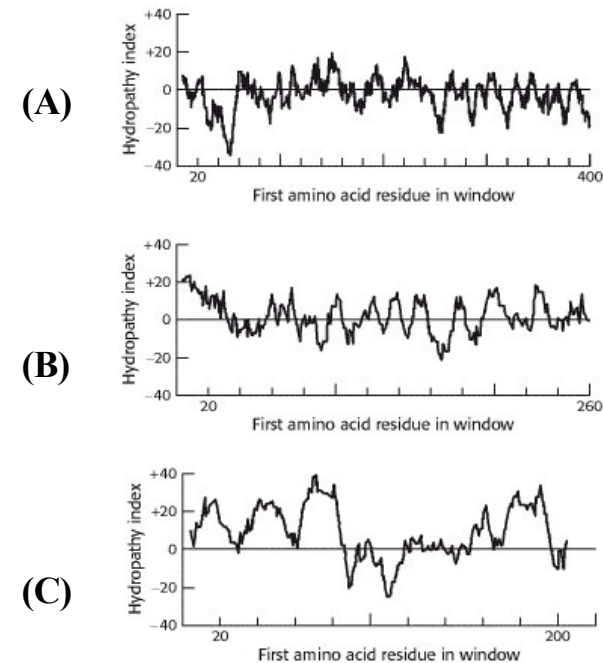 (A)
Hydropathy index
+40
+20
0
−20
−40
20
400
First amino acid residue in window
(B)
Hydropathy index
+40
+20
0
−20
−40
20
260
First amino acid residue in window
(C)
Hydropathy index
+40
+20
0
−20
−40
20
200
First amino acid residue in window